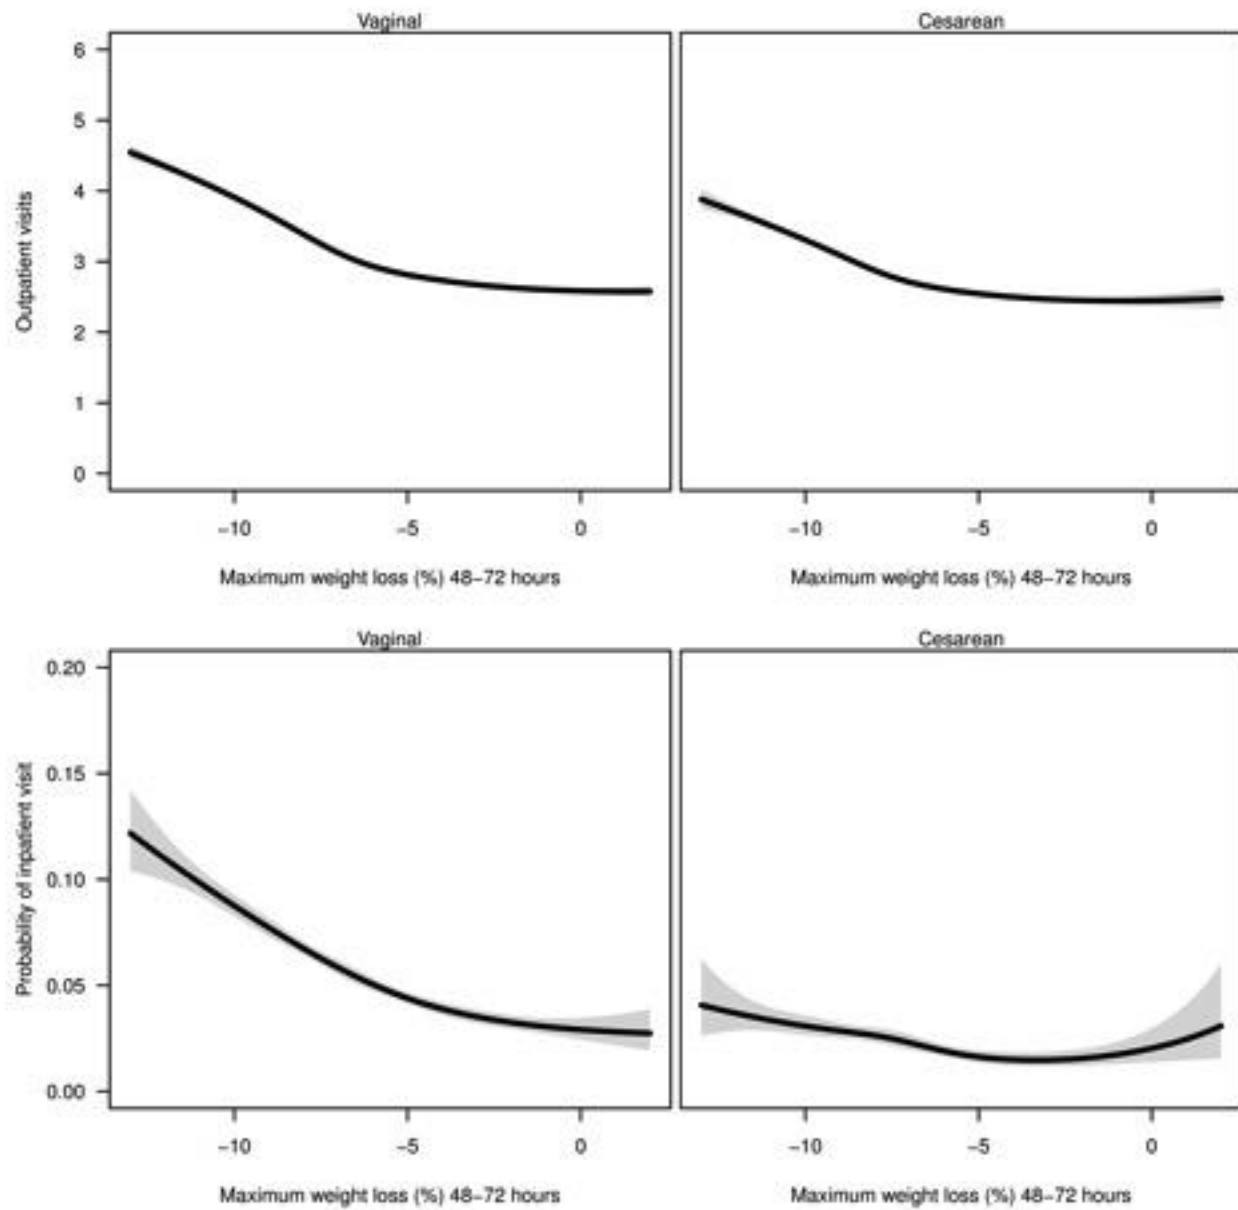 Vaginal Cesarean
6
5
4
3
2
1
0
Outpatient visits
−10 −5 0 −10 −5 0
Maximum weight loss (%) 48−72 hours Maximum weight loss (%) 48−72 hours
Vaginal Cesarean
0.20
0.15
0.10
0.05
0.00
Probability of inpatient visit
−10 −5 0 −10 −5 0
Maximum weight loss (%) 48−72 hours Maximum weight loss (%) 48−72 hours